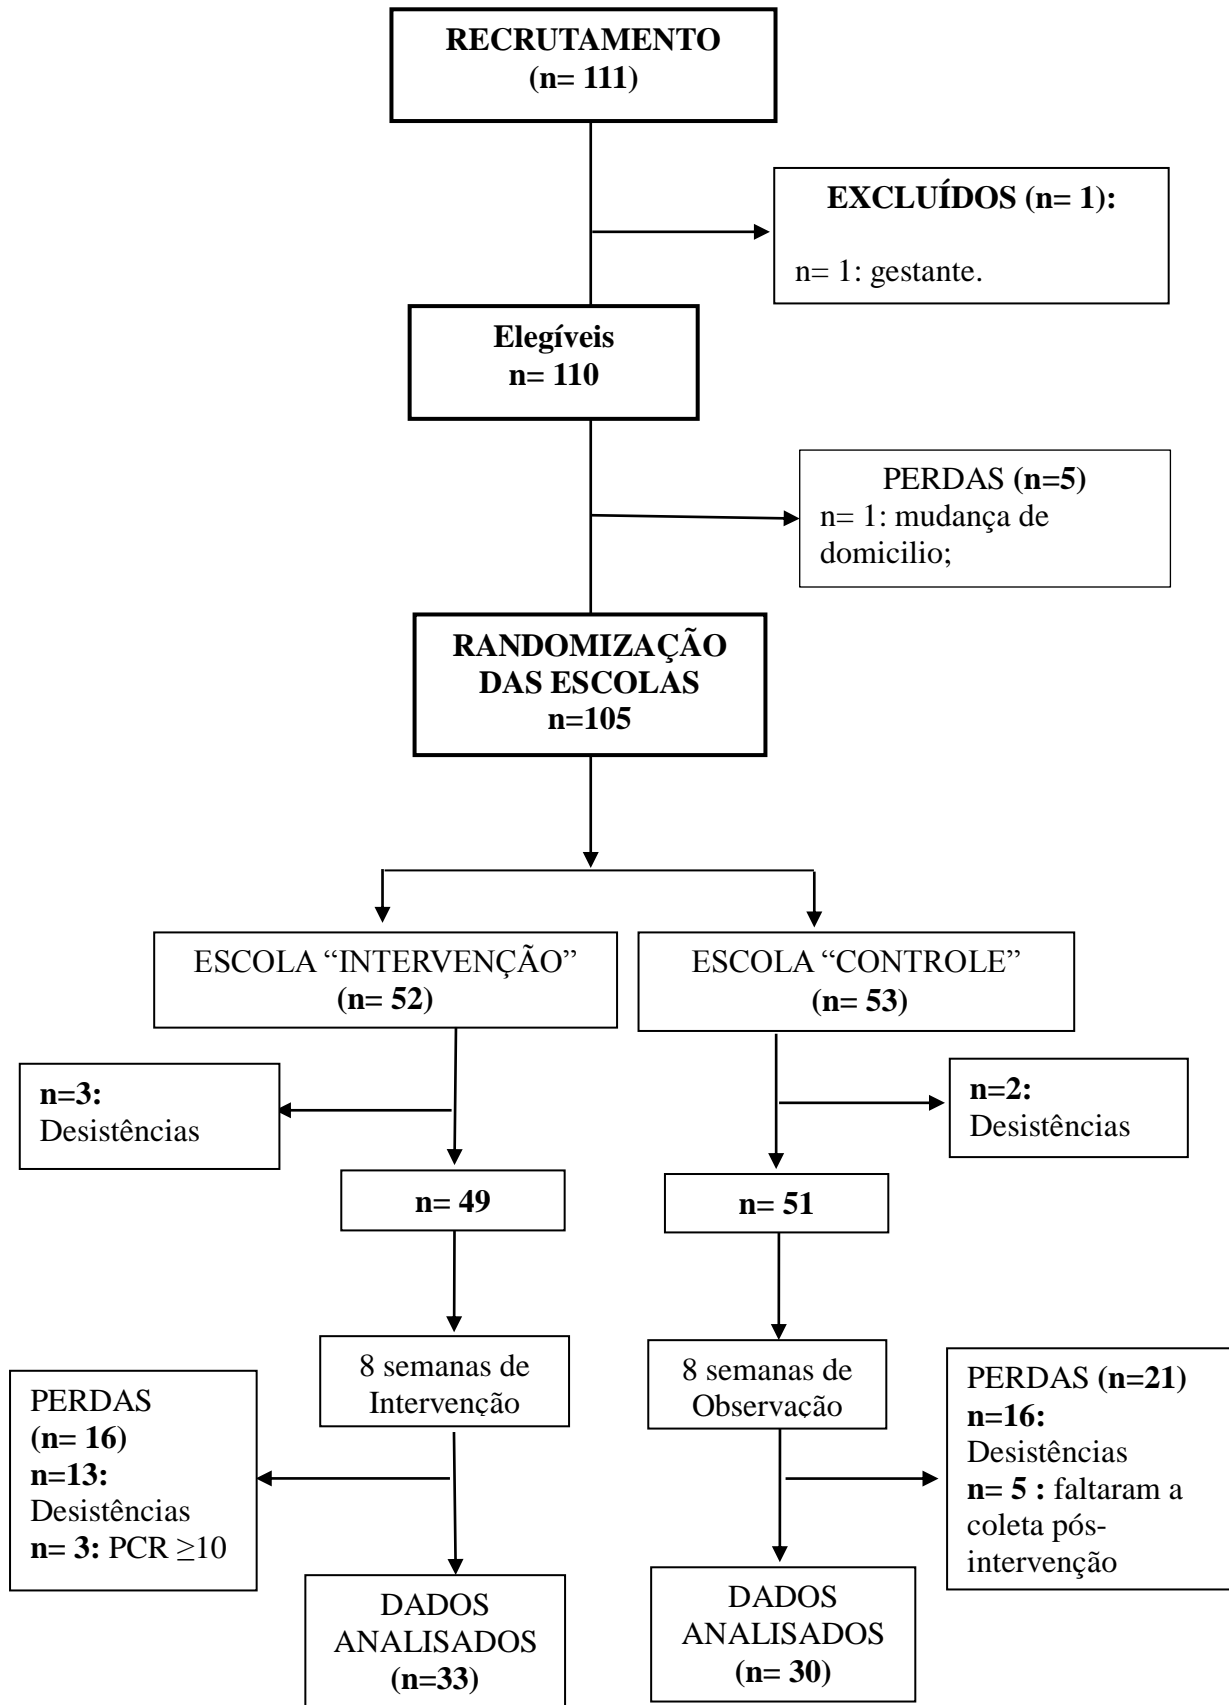 RECRUTAMENTO
(n= 111)
EXCLUÍDOS (n= 1):
n= 1: gestante.
Elegíveis
n= 110
PERDAS (n=5)
n= 1: mudança de
domicilio;
RANDOMIZAÇÃO
DAS ESCOLAS
n=105
ESCOLA “INTERVENÇÃO”
(n= 52)
ESCOLA “CONTROLE”
(n= 53)
n=3:
Desistências
n=2:
Desistências
n= 49
n= 51
8 semanas de
Intervenção
8 semanas de
Observação
PERDAS
(n= 16)
n=13:
Desistências
n= 3: PCR ≥10
PERDAS (n=21)
n=16:
Desistências
n= 5 : faltaram a
coleta pós-
intervenção
DADOS
ANALISADOS
(n=33)
DADOS
ANALISADOS
(n= 30)